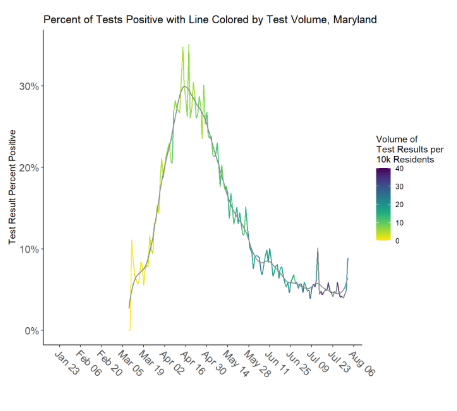 Percent of Tests Positive with Line Colored by Test Volume, Maryland
Test Result Percent Positive
30%
20%
10%
0%
Jan 23
Feb 06
Feb 20
Mar 05
Mar 19
Apr 02
Apr 16
Apr 30
May 14
May 28
Jun 11
Jun 25
Jul 09
Jul 23
Aug 06
Volume of
Test Results per
10k Residents
40
30
20
10
0